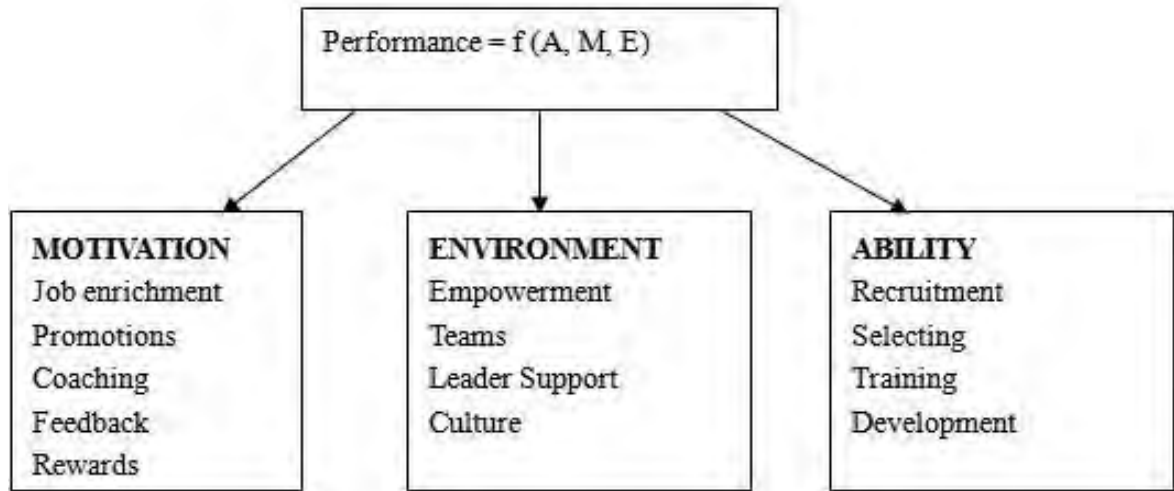 Performance = f (A, M, E)
MOTIVATION
Job enrichment
Promotions
Coaching
Feedback
Rewards
ENVIRONMENT
Empowerment
Teams
Leader Support
Culture
ABILITY
Recruitment
Selecting
Training
Development